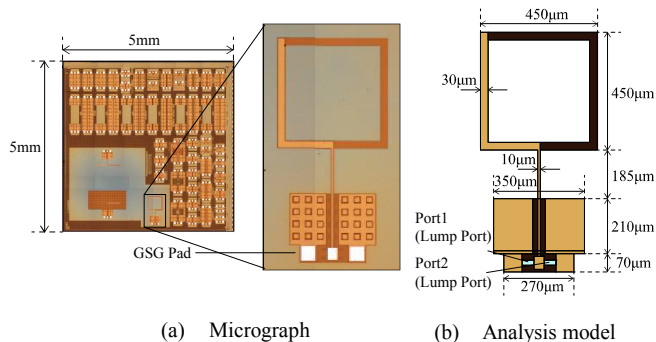 5mm
5mm
GSG Pad
450μm
30μm
450μm
10μm
350μm
185μm
Port1
(Lump Port)
210μm
Port2
(Lump Port)
70μm
270μm
(a) Micrograph
(b) Analysis model